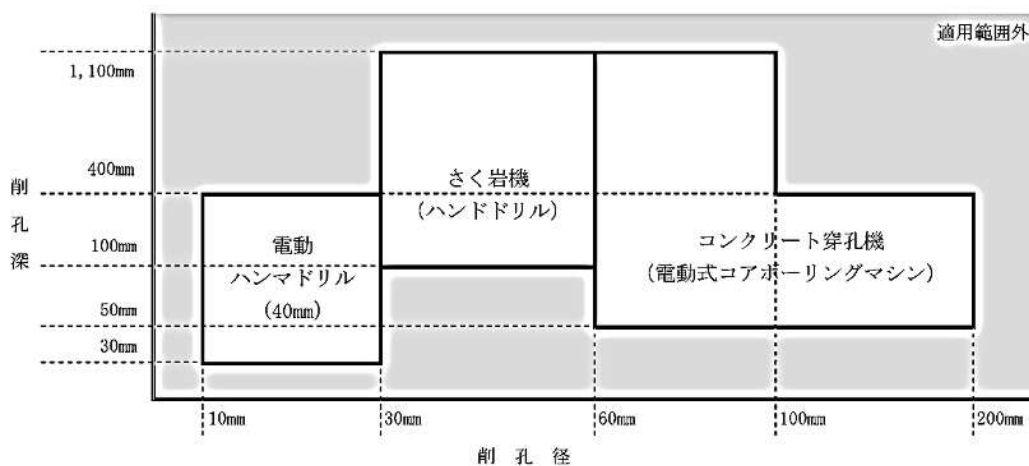 適用範囲外
1,100mm
400mm
100mm
50mm
30mm
削
孔
深
さく岩機
(ハンドドリル)
電動
ハンマドリル
(40mm)
コンクリート穿孔機
(電動式コアボーリングマシン)
10mm
30mm
60mm
100mm
200mm
削 孔 径